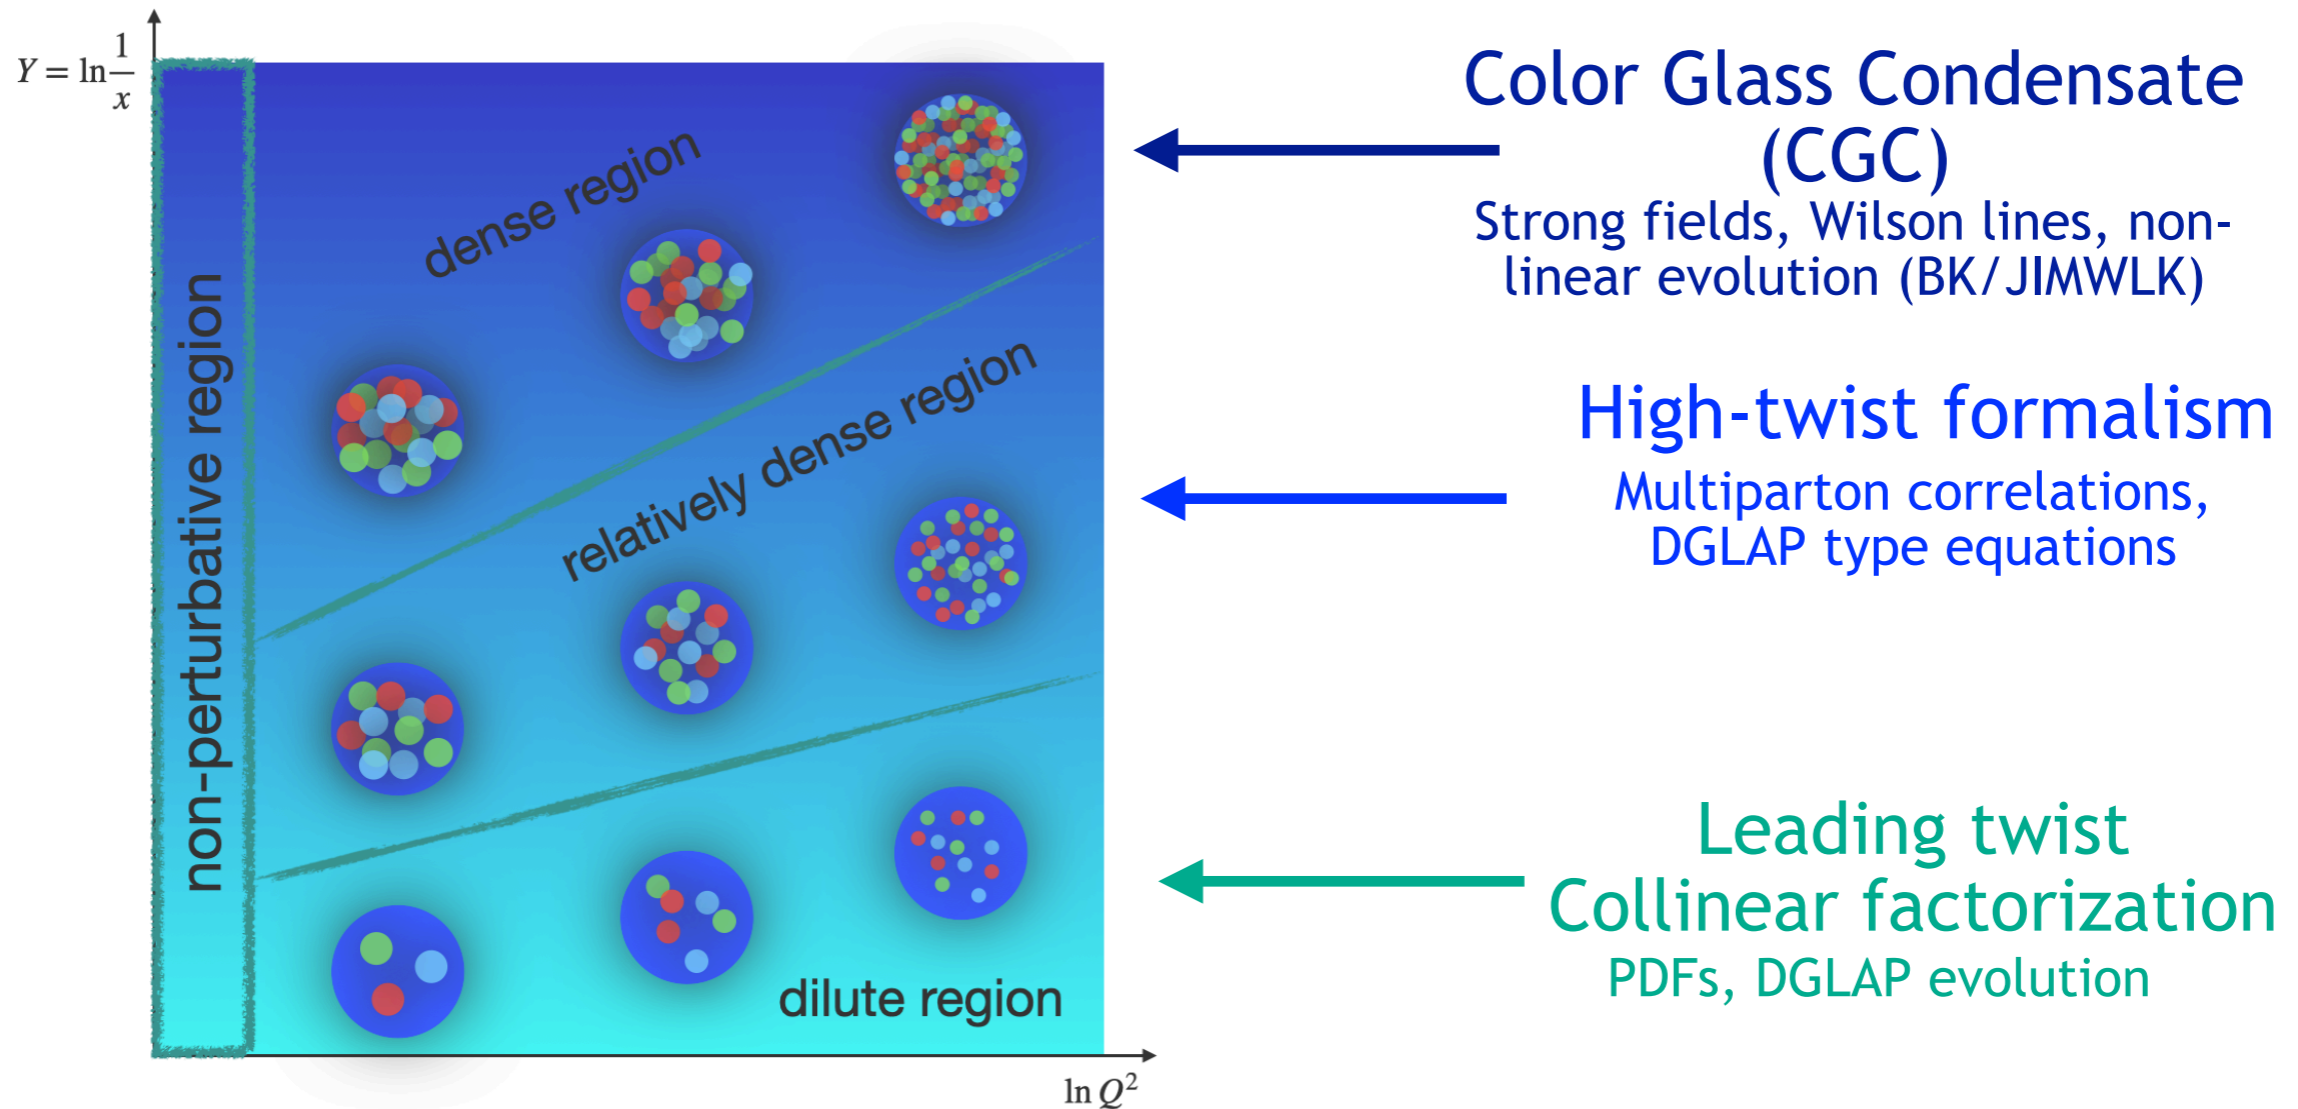 Y = ln 1/x
non-perturbative region
dense region
relatively dense region
dilute region
ln Q²
Color Glass Condensate
(CGC)
Strong fields, Wilson lines, non-
linear evolution (BK/JIMWLK)
High-twist formalism
Multiparton correlations,
DGLAP type equations
Leading twist
Collinear factorization
PDFs, DGLAP evolution